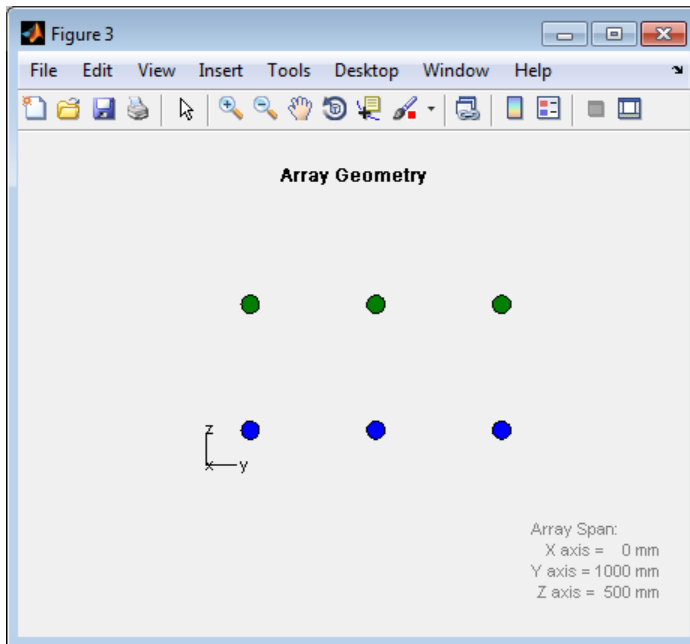 Figure 3
File Edit View Insert Tools Desktop Window Help
Array Geometry
z
x y
Array Span:
X axis = 0 mm
Y axis = 1000 mm
Z axis = 500 mm